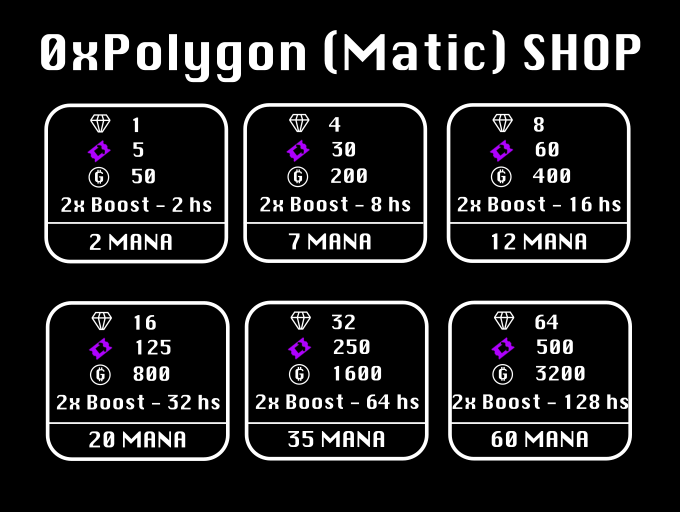 0xPolygon (Matic) SHOP
1
5
G 50
2x Boost - 2 hs
2 MANA
4
30
G 200
2x Boost - 8 hs
7 MANA
8
60
G 400
2x Boost - 16 hs
12 MANA
16
125
G 800
2x Boost - 32 hs
20 MANA
32
250
G 1600
2x Boost - 64 hs
35 MANA
64
500
G 3200
2x Boost - 128 hs
60 MANA